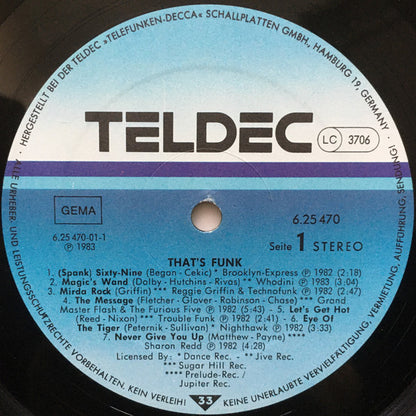 HERGESTELLT BEI DER TELDEC »TELEFUNKEN-DECCA« SCHALLPLATTEN GMBH, HAMBURG 19, GERMANY
TELDEC
LC 3706
GEMA
6.25 470-01-1
Ⓟ 1983
6.25 470
Seite 1 STEREO
THAT'S FUNK
1. (Spank) Sixty-Nine (Began - Cekic) * Brooklyn-Express Ⓟ 1982 (2:18)
2. Magic's Wand (Dolby - Hutchins - Rivas) ** Whodini Ⓟ 1983 (3:04)
3. Mirda Rock (Griffin) *** Reggie Griffin & Technofunk Ⓟ 1982 (2:47)
4. The Message (Fletcher - Glover - Robinson - Chase) *** Grand
Master Flash & The Furious Five Ⓟ 1982 (5:43) - 5. Let's Get Hot
(Reed - Nixon) *** Trouble Funk Ⓟ 1982 (2:41) - 6. Eye Of
The Tiger (Peternik - Sullivan) * Nighthawk Ⓟ 1982 (3:33)
7. Never Give You Up (Matthew - Payne) ****
Sharon Redd Ⓟ 1982 (2:54)
Licensed By: * Dance Rec. - ** Jive Rec.
*** Sugar Hill Rec.
**** Prelude-Rec. /
Jupiter Rec.
33
ALLE URHEBER- UND LEISTUNGSSCHUTZRECHTE VORBEHALTEN. KEIN VERLEIH! KEINE UNERLAUBTE VERVIELFÄLTIGUNG, VERMIETUNG, AUFFÜHRUNG, SENDUNG!